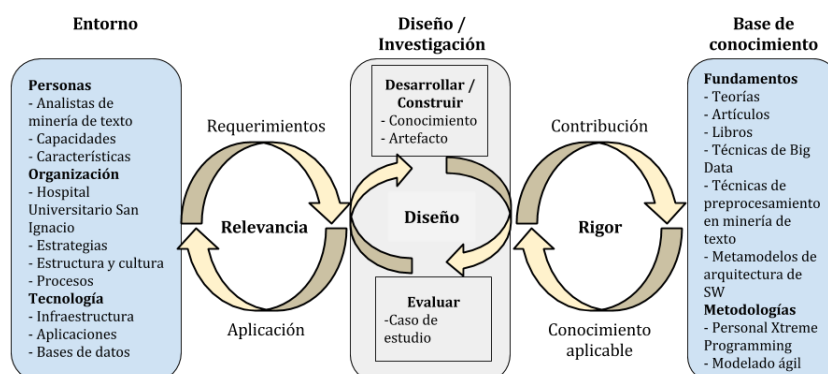 Entorno
Personas
- Analistas de
minería de texto
- Capacidades
- Características
Organización
- Hospital
Universitario San
Ignacio
- Estrategias
- Estructura y cultura
- Procesos
Tecnología
- Infraestructura
- Aplicaciones
- Bases de datos
Requerimientos
Relevancia
Aplicación
Diseño /
Investigación
Desarrollar /
Construir
- Conocimiento
- Artefacto
Diseño
Evaluar
-Caso de
estudio
Contribución
Rigor
Conocimiento
aplicable
Base de
conocimiento
Fundamentos
- Teorías
- Artículos
- Libros
- Técnicas de Big
Data
- Técnicas de
preprocesamiento
en minería de
texto
- Metamodelos de
arquitectura de
SW
Metodologías
- Personal Xtreme
Programming
- Modelado ágil